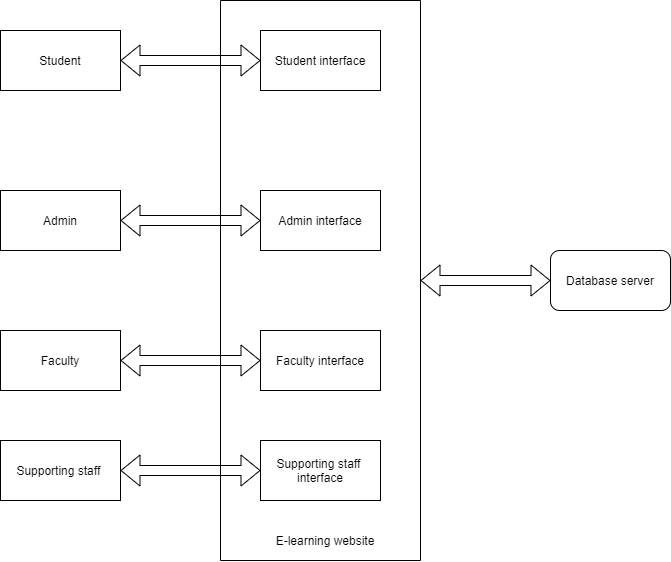 Student
Student interface
Admin
Admin interface
Database server
Faculty
Faculty interface
Supporting staff
Supporting staff
interface
E-learning website